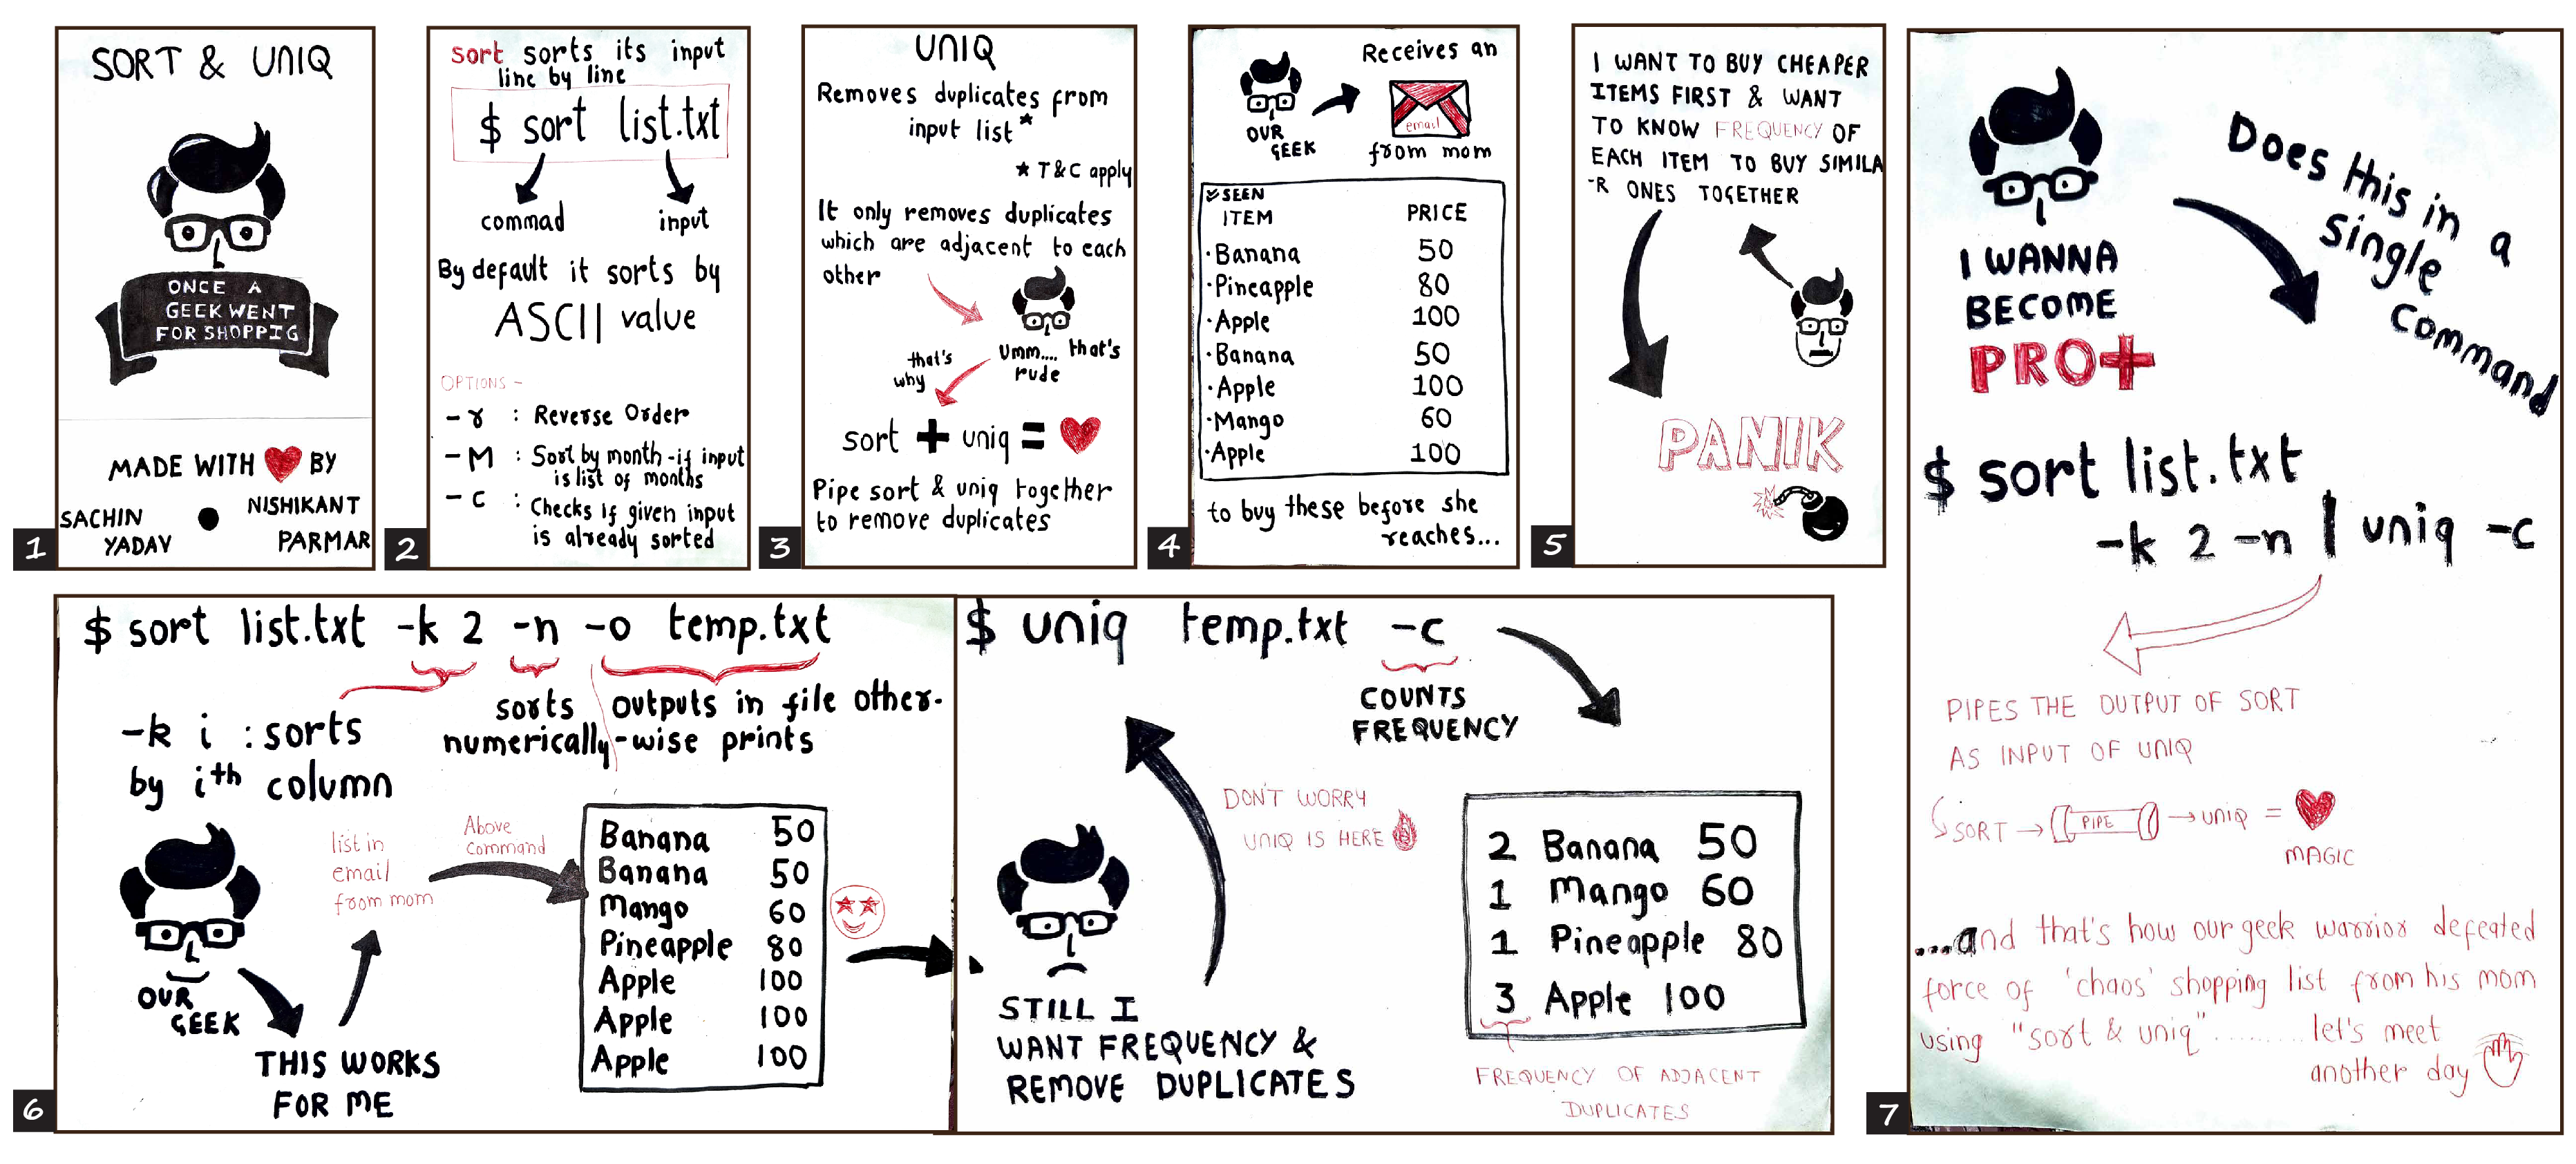 SORT & UNIQ
ONCE A
GEEK WENT
FOR SHOPPIG
MADE WITH ❤ BY
SACHIN
YADAV
NISHIKANT
PARMAR
1
sort sorts its input
line by line
$ sort list.txt
commad
input
By default it sorts by
ASCII value
OPTIONS -
-r : Reverse Order
-M : Sort by month -if input
is list of months
-c : Checks if given input
is already sorted
2
UNIQ
Removes duplicates from
input list*
* T&C apply
It only removes duplicates
which are adjacent to each
other
Umm.... that's
rude
that's
why
sort + uniq = ❤
Pipe sort & uniq together
to remove duplicates
3
OUR
GEEK
Receives an
email
from mom
SEEN
ITEM PRICE
· Banana 50
· Pineapple 80
· Apple 100
· Banana 50
· Apple 100
· Mango 60
· Apple 100
to buy these before she
reaches...
4
I WANT TO BUY CHEAPER
ITEMS FIRST & WANT
TO KNOW FREQUENCY OF
EACH ITEM TO BUY SIMILA
-R ONES TOGETHER
PANIK
5
$ sort list.txt -k 2 -n -o temp.txt
-k i : sorts
by ith column
sorts
numerically
outputs in file other-
-wise prints
OUR
GEEK
THIS WORKS
FOR ME
list in
email
from mom
Above
command
Banana 50
Banana 50
Mango 60
Pineapple 80
Apple 100
Apple 100
Apple 100
$ uniq temp.txt -c
COUNTS
FREQUENCY
DON'T WORRY
UNIQ IS HERE
STILL I
WANT FREQUENCY &
REMOVE DUPLICATES
2 Banana 50
1 Mango 60
1 Pineapple 80
3 Apple 100
FREQUENCY OF ADJACENT
DUPLICATES
6
I WANNA
BECOME
PRO+
Does this in a
single
command
$ sort list.txt
-k 2 -n | uniq -c
PIPES THE OUTPUT OF SORT
AS INPUT OF UNIQ
SORT → PIPE → UNIQ = ❤
MAGIC
....and that's how our geek warrior defeated
force of 'chaos' shopping list from his mom
using "sort & uniq".......... let's meet
another day
7